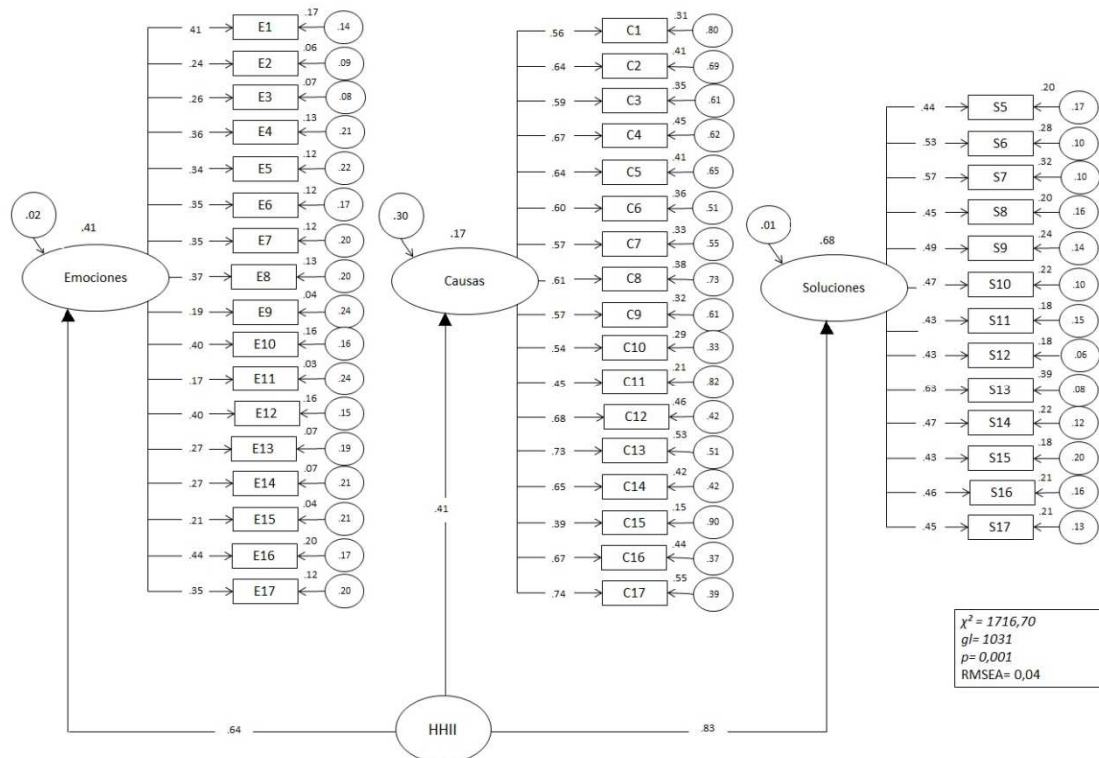 .41 E1 .17 .14
.24 E2 .06 .09
.26 E3 .07 .08
.36 E4 .13 .21
.34 E5 .12 .22
.35 E6 .12 .17
.35 E7 .12 .20
.37 E8 .13 .20
.19 E9 .04 .24
.40 E10 .16 .16
.17 E11 .03 .24
.40 E12 .16 .15
.27 E13 .07 .19
.27 E14 .07 .21
.21 E15 .04 .21
.44 E16 .20 .17
.35 E17 .12 .20
.02
.41
Emociones
.56 C1 .31 .80
.64 C2 .41 .69
.59 C3 .35 .61
.67 C4 .45 .62
.64 C5 .41 .65
.60 C6 .36 .51
.57 C7 .33 .55
.61 C8 .38 .73
.57 C9 .32 .61
.54 C10 .29 .33
.45 C11 .21 .82
.68 C12 .46 .42
.73 C13 .53 .51
.65 C14 .42 .42
.39 C15 .15 .90
.67 C16 .44 .37
.74 C17 .55 .39
.30
.17
Causas
.44 S5 .20 .17
.53 S6 .28 .10
.57 S7 .32 .10
.45 S8 .20 .16
.49 S9 .24 .14
.47 S10 .22 .10
.43 S11 .18 .15
.43 S12 .18 .06
.63 S13 .39 .08
.47 S14 .22 .12
.43 S15 .18 .20
.46 S16 .21 .16
.45 S17 .21 .13
.01
.68
Soluciones
.41
.64
HHII
.83
χ² = 1716,70
gl= 1031
p= 0,001
RMSEA= 0,04